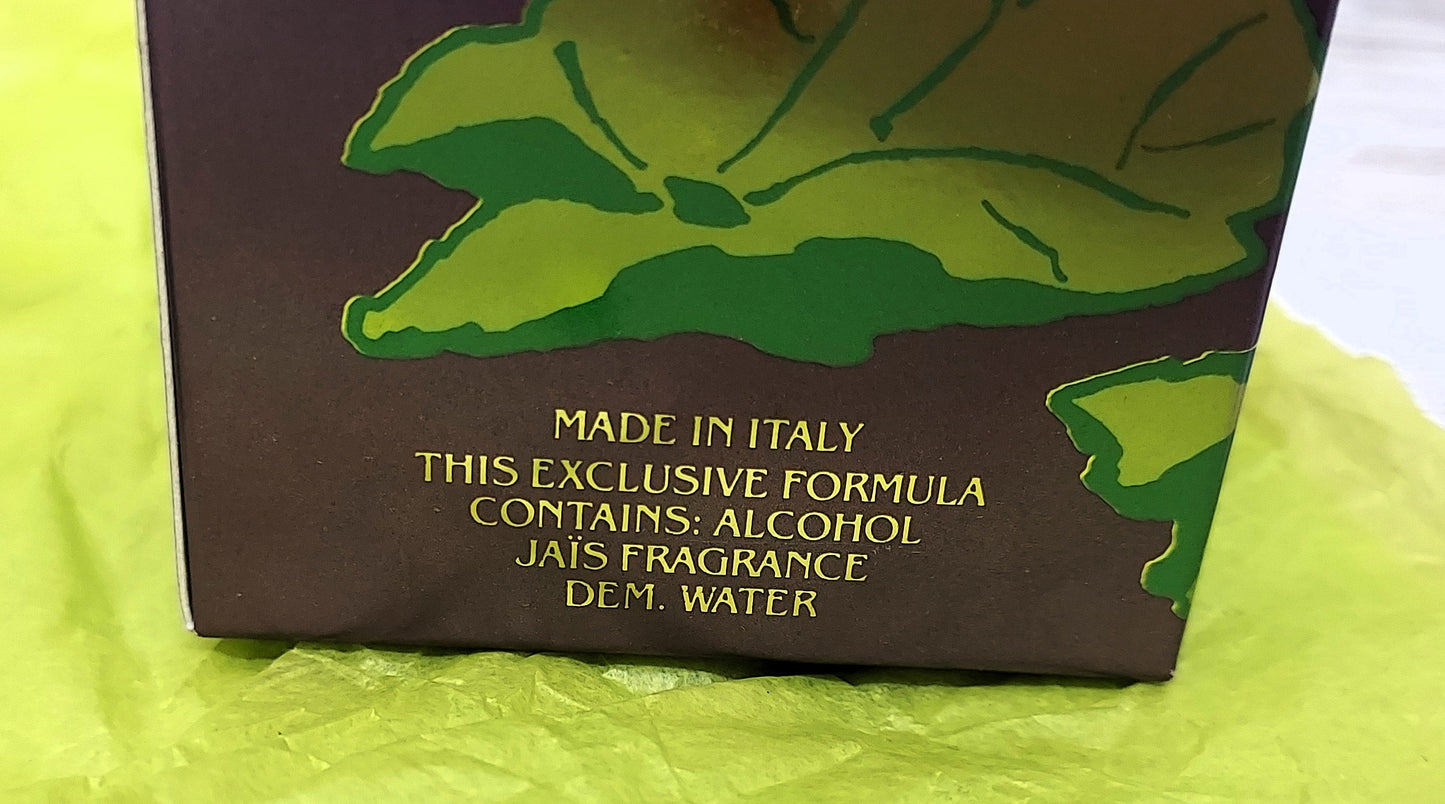 MADE IN ITALY
THIS EXCLUSIVE FORMULA
CONTAINS: ALCOHOL
JAÏS FRAGRANCE
DEM. WATER